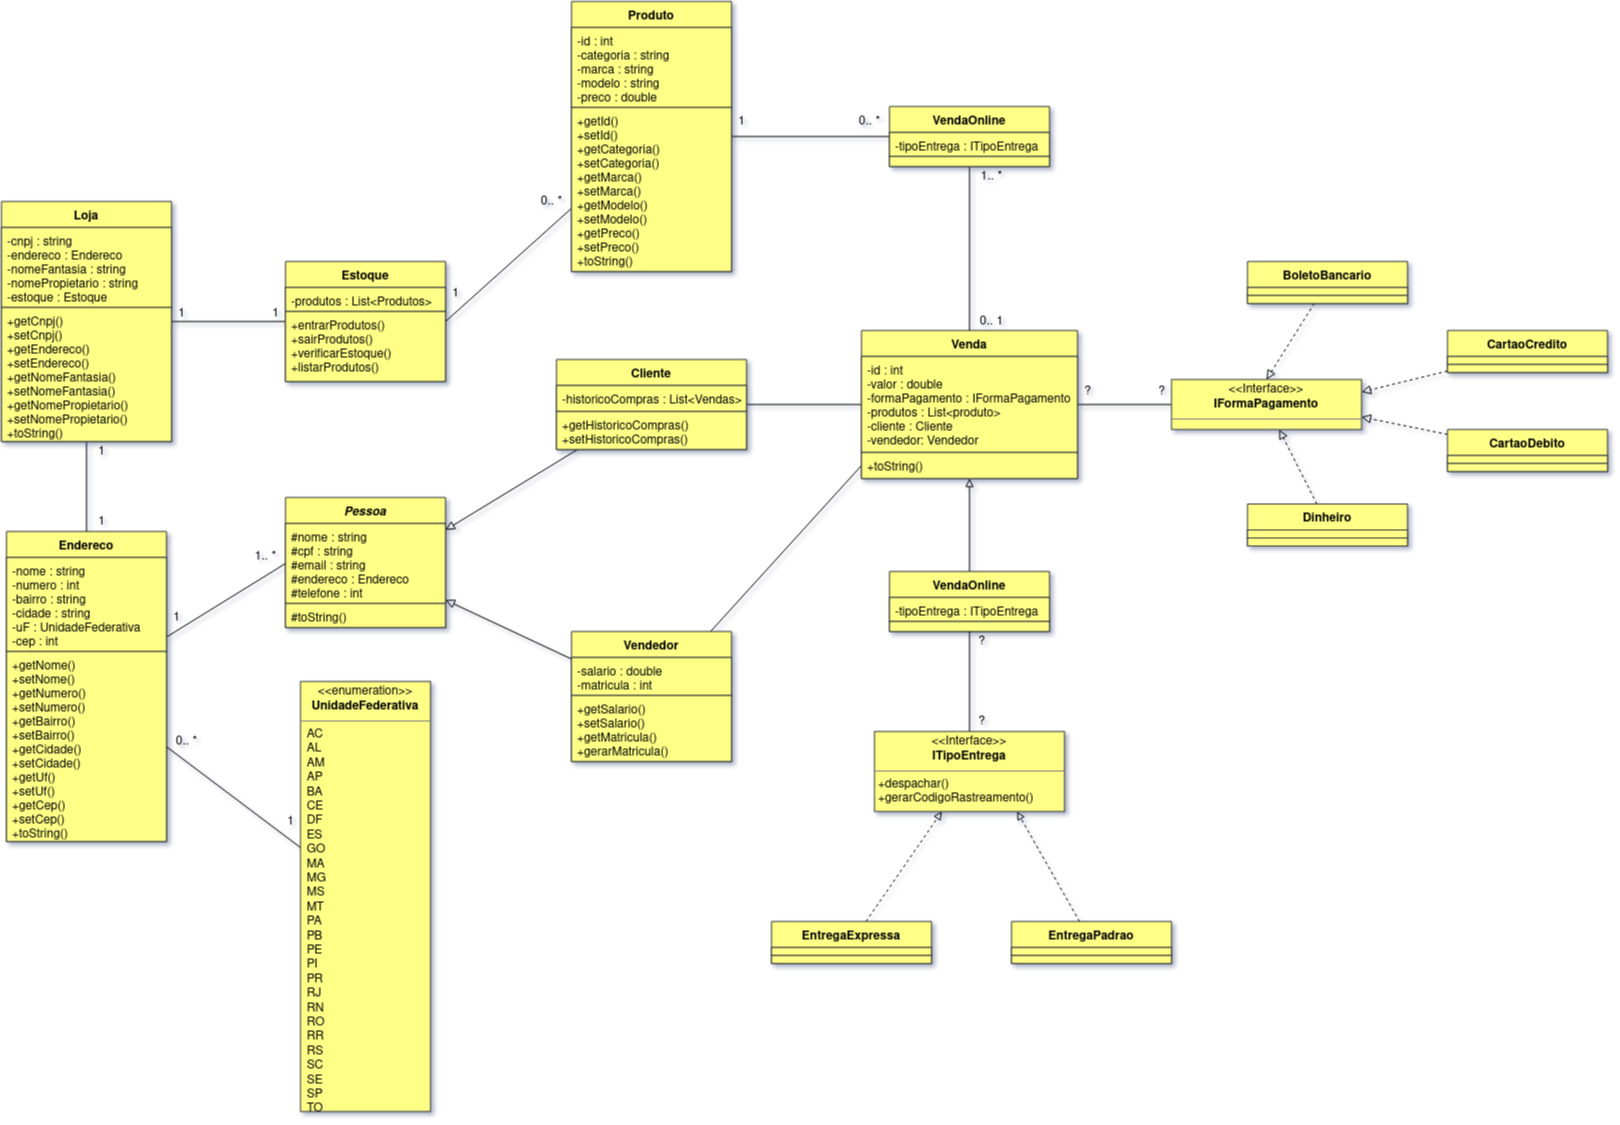 Produto
-id : int
-categoria : string
-marca : string
-modelo : string
-preco : double
+getId()
+setId()
+getCategoria()
+setCategoria()
+getMarca()
+setMarca()
+getModelo()
+setModelo()
+getPreco()
+setPreco()
+toString()
1
0.. *
VendaOnline
-tipoEntrega : ITipoEntrega
1.. *
0.. 1
Loja
-cnpj : string
-endereco : Endereco
-nomeFantasia : string
-nomePropietario : string
-estoque : Estoque
+getCnpj()
+setCnpj()
+getEndereco()
+setEndereco()
+getNomeFantasia()
+setNomeFantasia()
+getNomePropietario()
+setNomePropietario()
+toString()
1
1
Estoque
-produtos : List<Produtos>
+entrarProdutos()
+sairProdutos()
+verificarEstoque()
+listarProdutos()
1
0.. *
Cliente
-historicoCompras : List<Vendas>
+getHistoricoCompras()
+setHistoricoCompras()
Venda
-id : int
-valor : double
-formaPagamento : IFormaPagamento
-produtos : List<produto>
-cliente : Cliente
-vendedor: Vendedor
+toString()
?
?
<<Interface>>
IFormaPagamento
BoletoBancario
CartaoCredito
CartaoDebito
Dinheiro
1
1
Endereco
-nome : string
-numero : int
-bairro : string
-cidade : string
-uF : UnidadeFederativa
-cep : int
+getNome()
+setNome()
+getNumero()
+setNumero()
+getBairro()
+setBairro()
+getCidade()
+setCidade()
+getUf()
+setUf()
+getCep()
+setCep()
+toString()
1
1.. *
Pessoa
#nome : string
#cpf : string
#email : string
#endereco : Endereco
#telefone : int
#toString()
0.. *
1
<<enumeration>>
UnidadeFederativa
AC
AL
AM
AP
BA
CE
DF
ES
GO
MA
MG
MS
MT
PA
PB
PE
PI
PR
RJ
RN
RO
RR
RS
SC
SE
SP
TO
Vendedor
-salario : double
-matricula : int
+getSalario()
+setSalario()
+getMatricula()
+gerarMatricula()
VendaOnline
-tipoEntrega : ITipoEntrega
?
?
<<Interface>>
ITipoEntrega
+despachar()
+gerarCodigoRastreamento()
EntregaExpressa
EntregaPadrao